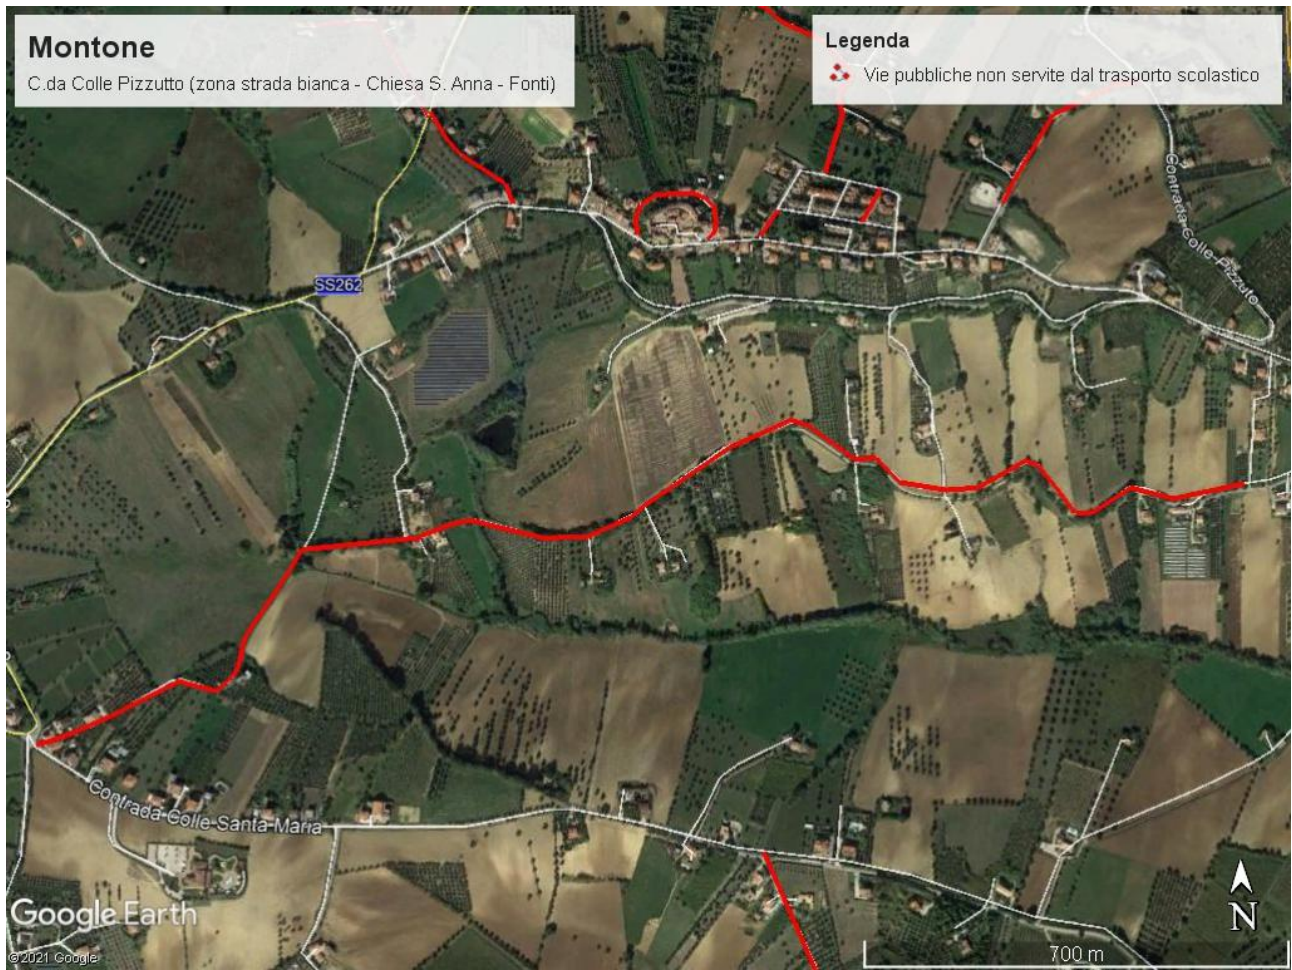 Montone
C.da Colle Pizzutto (zona strada bianca - Chiesa S. Anna - Fonti)
Legenda
Vie pubbliche non servite dal trasporto scolastico
Contrada Colle-Pizzuto
SS262
Contrada Colle Santa Maria
Google Earth
©2021 Google
N
700 m